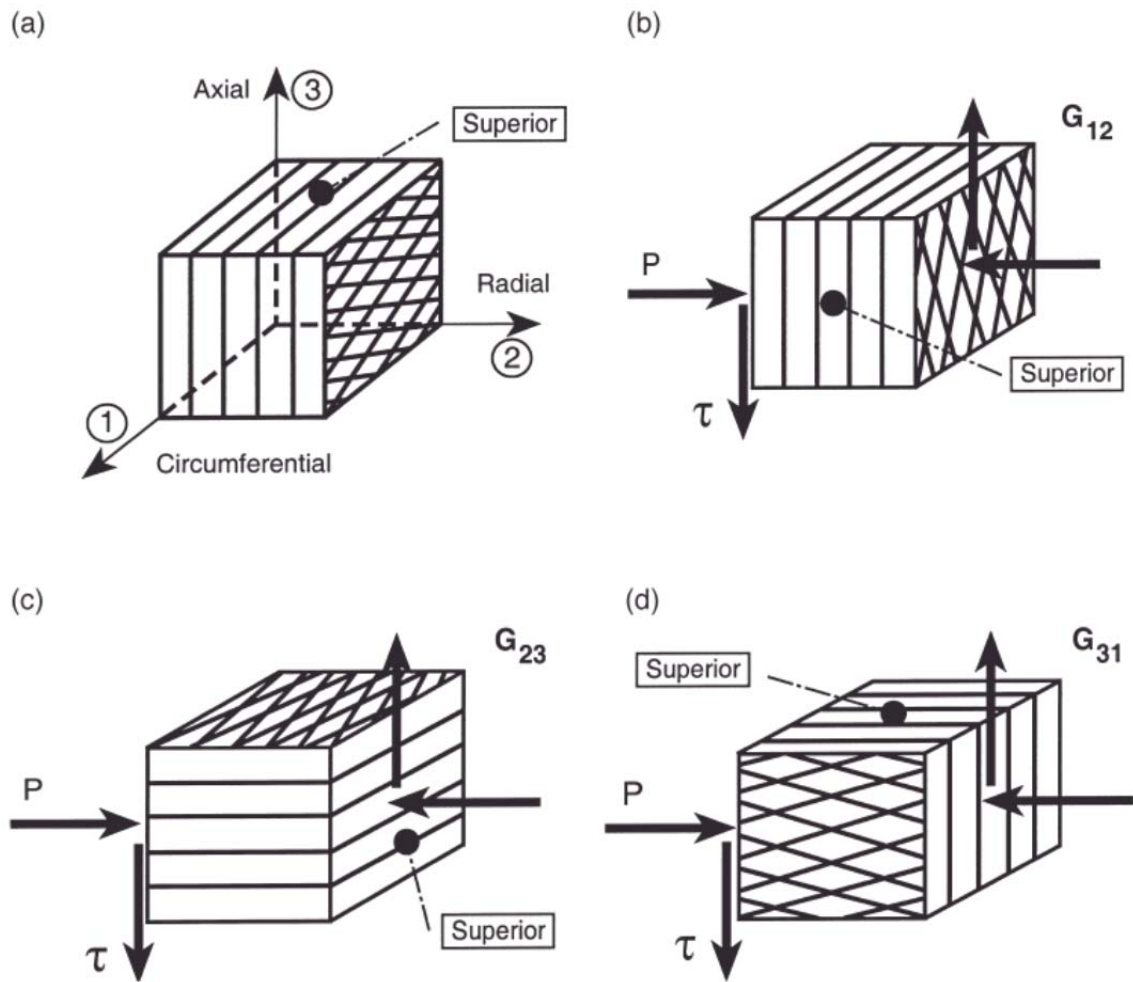 (a)
Axial
③
Superior
Radial
②
①
Circumferential
(b)
G12
P
Superior
τ
(c)
G23
P
τ
Superior
(d)
Superior
G31
P
τ